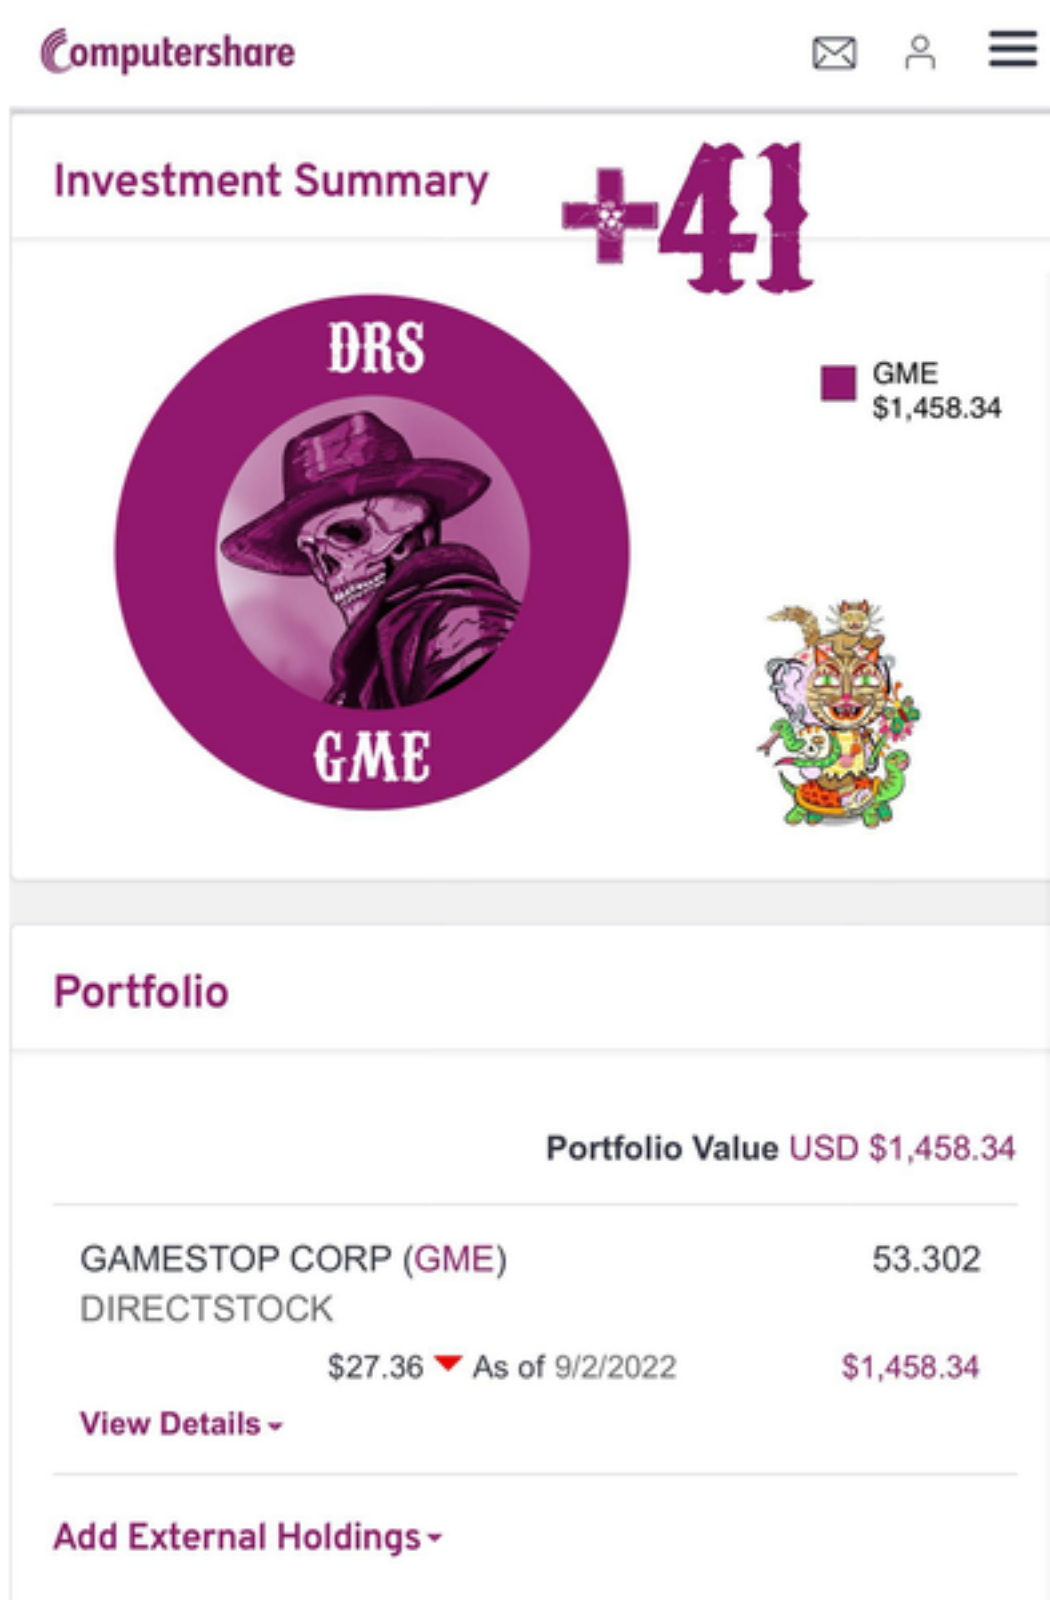 Computershare
Investment Summary
+41
DRS
GME
GME
$1,458.34
Portfolio
Portfolio Value USD $1,458.34
GAMESTOP CORP (GME) 53.302
DIRECTSTOCK
$27.36 As of 9/2/2022 $1,458.34
View Details
Add External Holdings